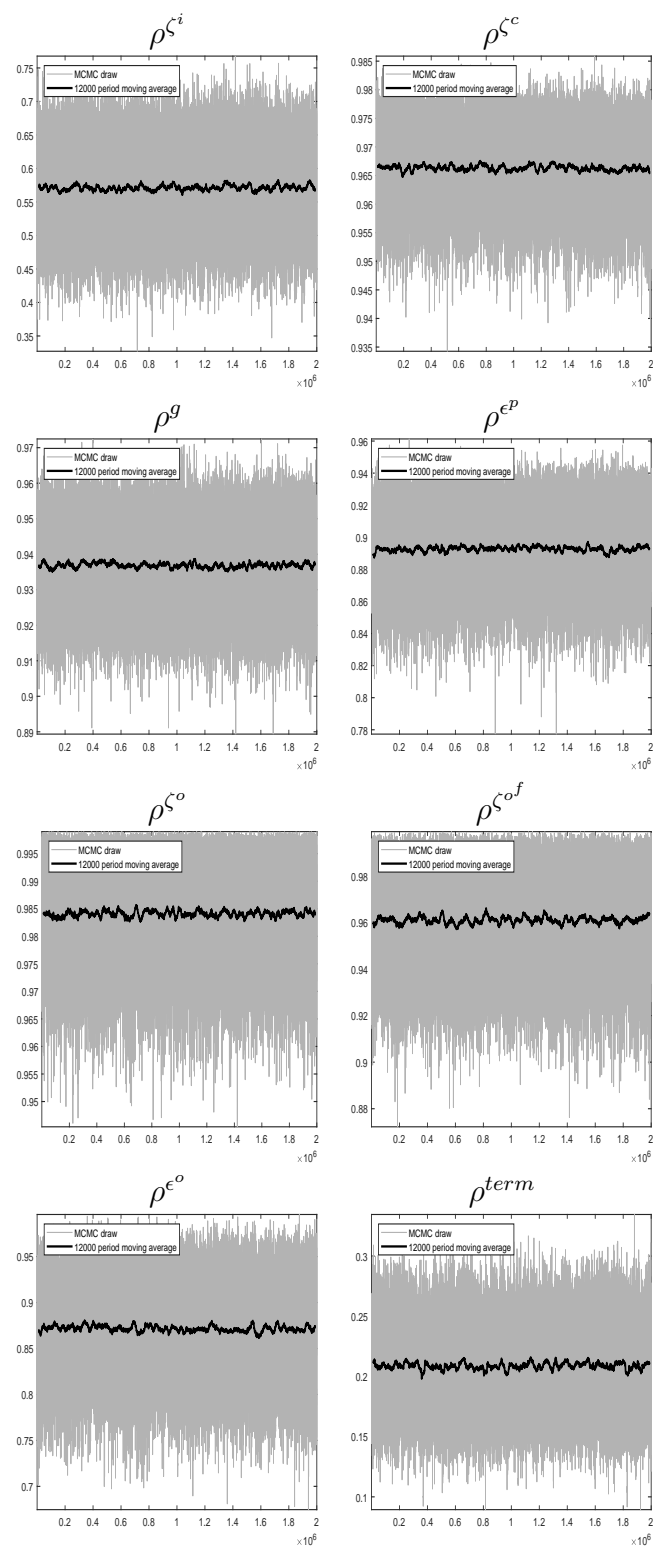 ρ^{ζ^i}
0.75
0.7
0.65
0.6
0.55
0.5
0.45
0.4
0.35
MCMC draw
12000 period moving average
0.2 0.4 0.6 0.8 1 1.2 1.4 1.6 1.8 2
×10^6
ρ^{ζ^c}
0.985
0.98
0.975
0.97
0.965
0.96
0.955
0.95
0.945
0.94
0.935
MCMC draw
12000 period moving average
0.2 0.4 0.6 0.8 1 1.2 1.4 1.6 1.8 2
×10^6
ρ^g
0.97
0.96
0.95
0.94
0.93
0.92
0.91
0.9
0.89
MCMC draw
12000 period moving average
0.2 0.4 0.6 0.8 1 1.2 1.4 1.6 1.8 2
×10^6
ρ^{ϵ^p}
0.96
0.94
0.92
0.9
0.88
0.86
0.84
0.82
0.8
0.78
MCMC draw
12000 period moving average
0.2 0.4 0.6 0.8 1 1.2 1.4 1.6 1.8 2
×10^6
ρ^{ζ^o}
0.995
0.99
0.985
0.98
0.975
0.97
0.965
0.96
0.955
0.95
MCMC draw
12000 period moving average
0.2 0.4 0.6 0.8 1 1.2 1.4 1.6 1.8 2
×10^6
ρ^{ζ^{o^f}}
0.98
0.96
0.94
0.92
0.9
0.88
MCMC draw
12000 period moving average
0.2 0.4 0.6 0.8 1 1.2 1.4 1.6 1.8 2
×10^6
ρ^{ϵ^o}
0.95
0.9
0.85
0.8
0.75
0.7
MCMC draw
12000 period moving average
0.2 0.4 0.6 0.8 1 1.2 1.4 1.6 1.8 2
×10^6
ρ^{term}
0.3
0.25
0.2
0.15
0.1
MCMC draw
12000 period moving average
0.2 0.4 0.6 0.8 1 1.2 1.4 1.6 1.8 2
×10^6